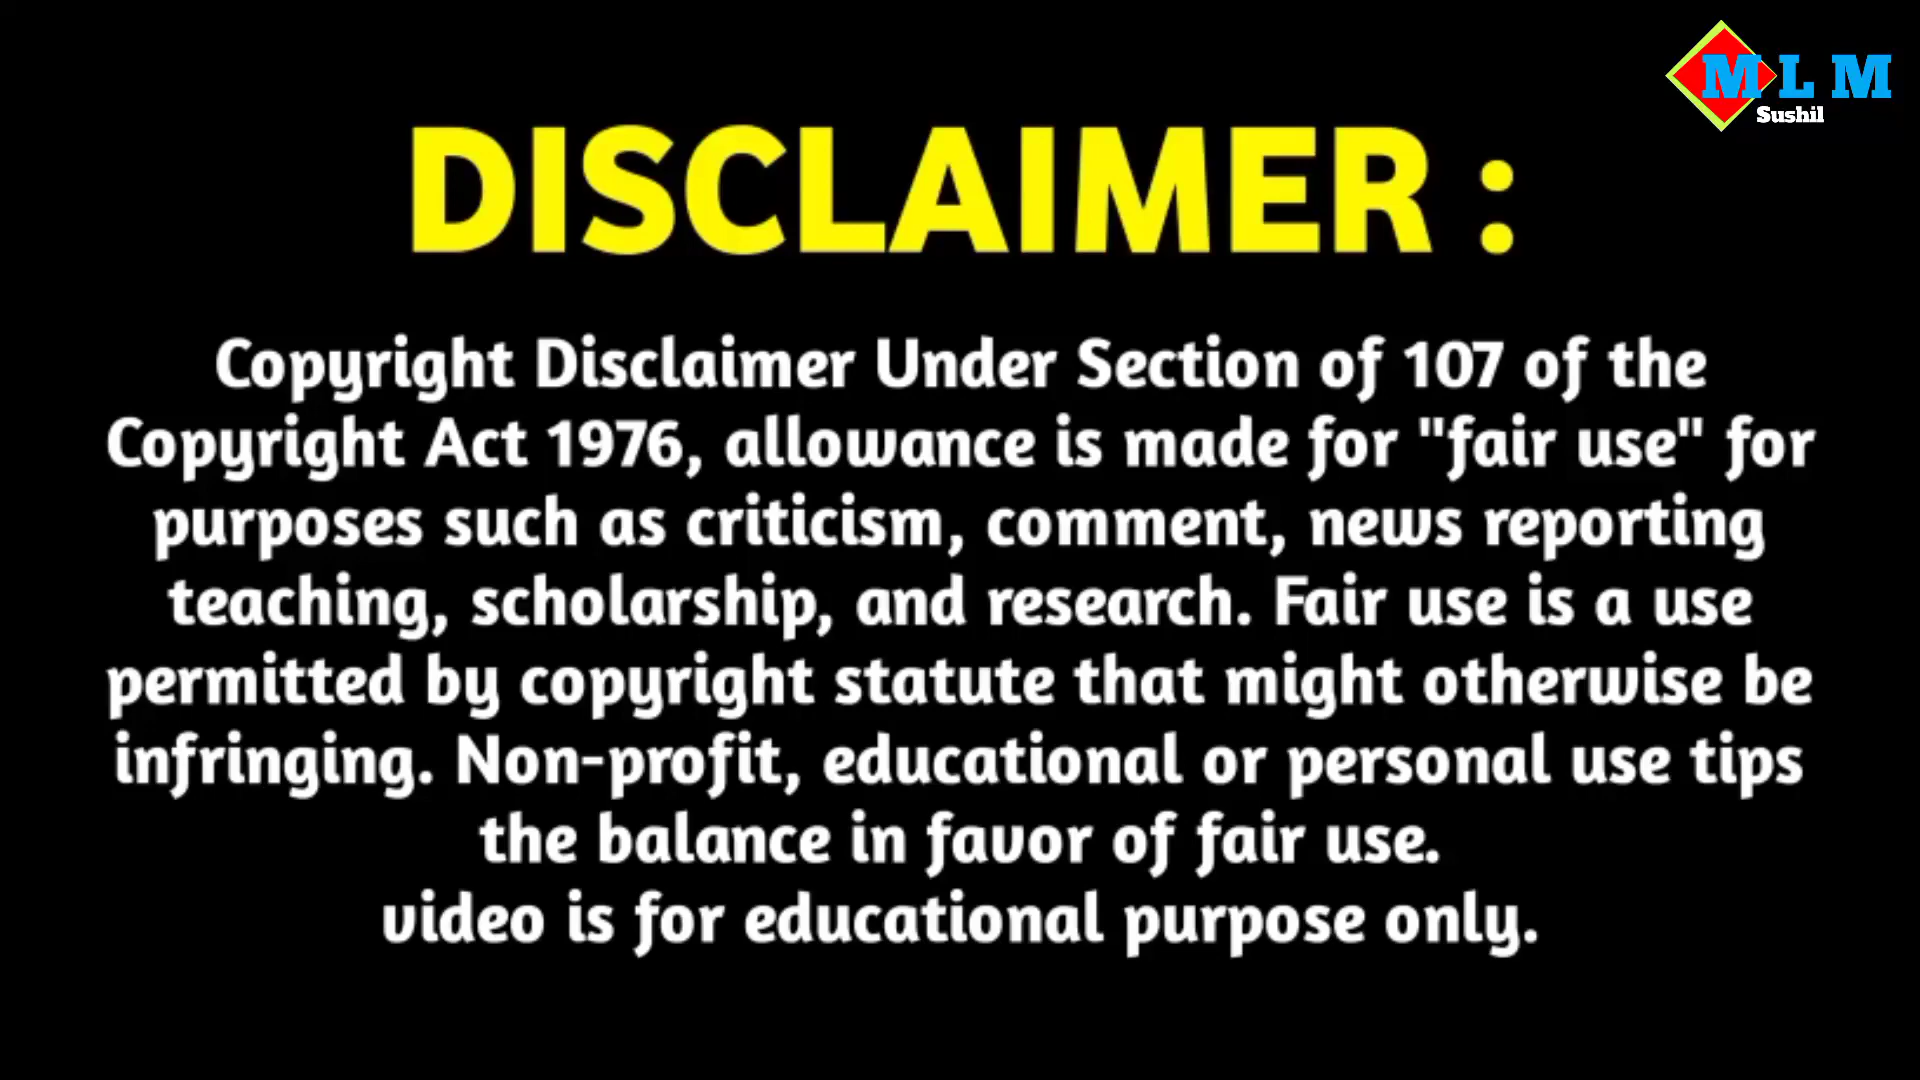 M L M
Sushil
DISCLAIMER :
Copyright Disclaimer Under Section of 107 of the
Copyright Act 1976, allowance is made for "fair use" for
purposes such as criticism, comment, news reporting
teaching, scholarship, and research. Fair use is a use
permitted by copyright statute that might otherwise be
infringing. Non-profit, educational or personal use tips
the balance in favor of fair use.
video is for educational purpose only.